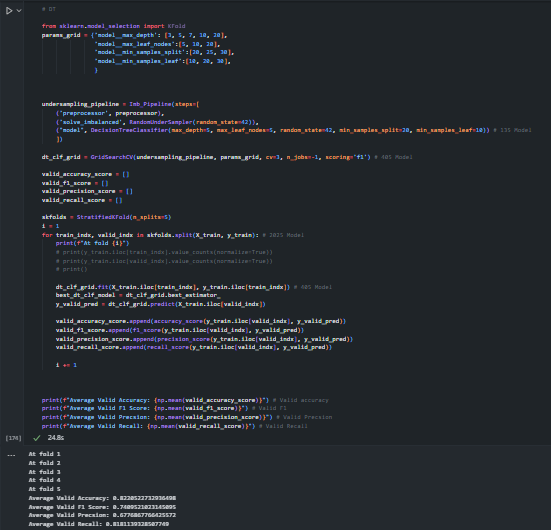 # DT
from sklearn.model_selection import KFold
params_grid = {"model__max_depth": [3, 5, 7, 10, 20],
"model__max_leaf_nodes":[5, 10, 20],
"model__min_samples_split":[20, 25, 30],
"model__min_samples_leaf":[10, 20, 30],
}
undersampling_pipeline = Imb_Pipeline(steps=[
("preprocessor", preprocessor),
("solve_imbalanced", RandomUnderSampler(random_state=42)),
("model", DecisionTreeClassifier(max_depth=5, max_leaf_nodes=5, random_state=42, min_samples_split=20, min_samples_leaf=10)) # 135 Model
])
dt_clf_grid = GridSearchCV(undersampling_pipeline, params_grid, cv=3, n_jobs=-1, scoring="f1") # 405 Model
valid_accuracy_score = []
valid_f1_score = []
valid_precision_score = []
valid_recall_score = []
skfolds = StratifiedKFold(n_splits=5)
i = 1
for train_indx, valid_indx in skfolds.split(X_train, y_train): # 2025 Model
print(f"At fold {i}")
# print(y_train.iloc[train_indx].value_counts(normalize=True))
# print(y_train.iloc[valid_indx].value_counts(normalize=True))
# print()
dt_clf_grid.fit(X_train.iloc[train_indx], y_train.iloc[train_indx]) # 405 Model
best_dt_clf_model = dt_clf_grid.best_estimator_
y_valid_pred = dt_clf_grid.predict(X_train.iloc[valid_indx])
valid_accuracy_score.append(accuracy_score(y_train.iloc[valid_indx], y_valid_pred))
valid_f1_score.append(f1_score(y_train.iloc[valid_indx], y_valid_pred))
valid_precision_score.append(precision_score(y_train.iloc[valid_indx], y_valid_pred))
valid_recall_score.append(recall_score(y_train.iloc[valid_indx], y_valid_pred))
i += 1
print(f"Average Valid Accuracy: {np.mean(valid_accuracy_score)}") # Valid accuracy
print(f"Average Valid F1 Score: {np.mean(valid_f1_score)}") # Valid F1
print(f"Average Valid Precsion: {np.mean(valid_precision_score)}") # Valid Precsion
print(f"Average Valid Recall: {np.mean(valid_recall_score)}") # Valid Recall
[174] 24.8s
At fold 1
At fold 2
At fold 3
At fold 4
At fold 5
Average Valid Accuracy: 0.8220522732936498
Average Valid F1 Score: 0.7409521023145095
Average Valid Precsion: 0.6776067766425572
Average Valid Recall: 0.8181139328507749